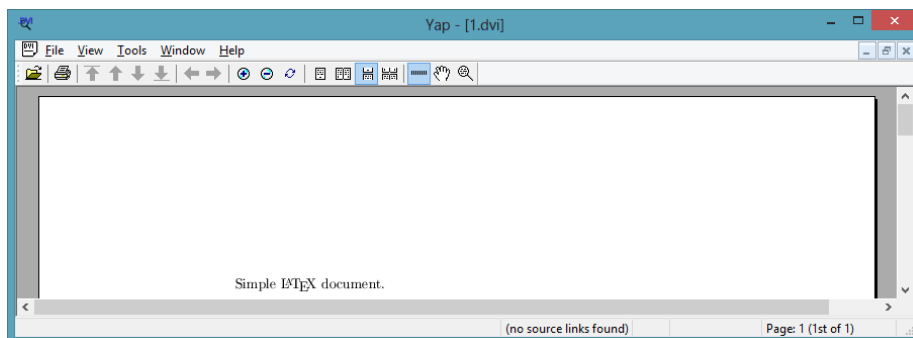 Yap - [1.dvi]
File View Tools Window Help
Simple LATEX document.
(no source links found) Page: 1 (1st of 1)